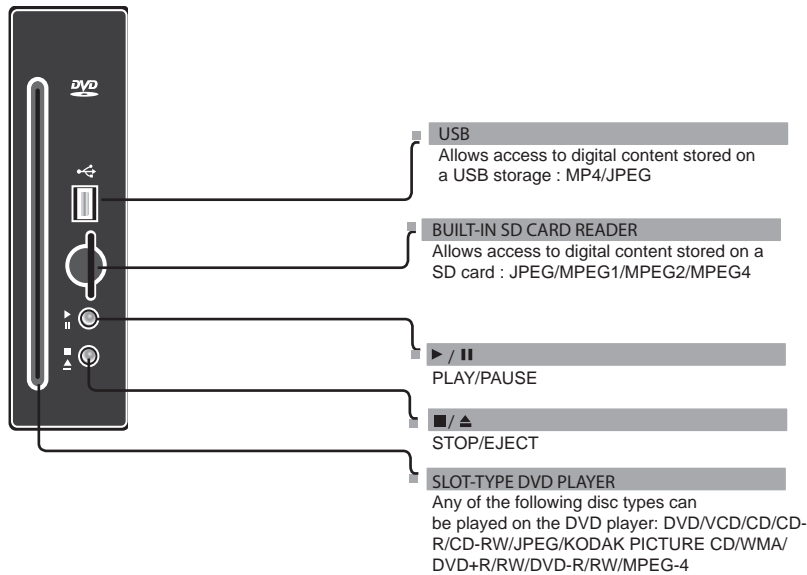 DVD
USB
Allows access to digital content stored on
a USB storage : MP4/JPEG
BUILT-IN SD CARD READER
Allows access to digital content stored on a
SD card : JPEG/MPEG1/MPEG2/MPEG4
▶ / ⏸
PLAY/PAUSE
■/ ⏏
STOP/EJECT
SLOT-TYPE DVD PLAYER
Any of the following disc types can
be played on the DVD player: DVD/VCD/CD/CD-
R/CD-RW/JPEG/KODAK PICTURE CD/WMA/
DVD+R/RW/DVD-R/RW/MPEG-4